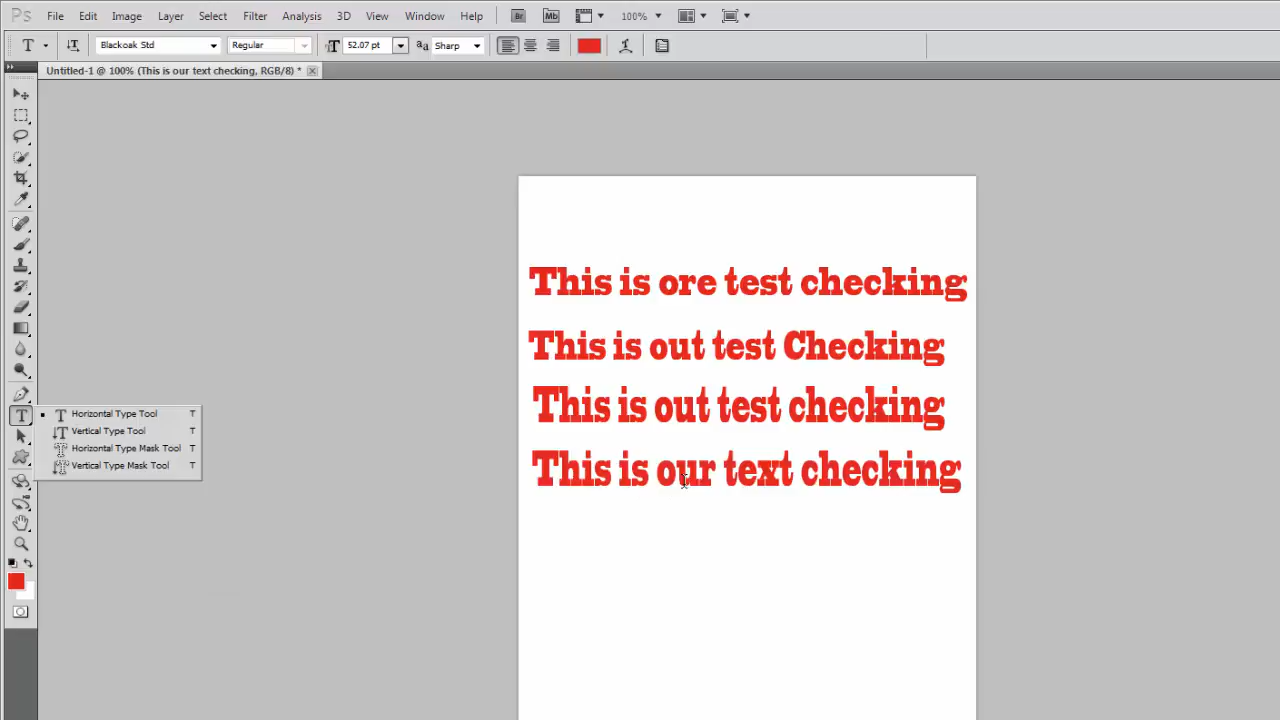 Ps File Edit Image Layer Select Filter Analysis 3D View Window Help Br Mb 100%
T Blackoak Std Regular 52.07 pt aa Sharp
Untitled-1 @ 100% (This is our text checking, RGB/8) *
This is ore test checking
This is out test Checking
This is out test checking
Horizontal Type Tool T
Vertical Type Tool T
Horizontal Type Mask Tool T
Vertical Type Mask Tool T
This is our text checking